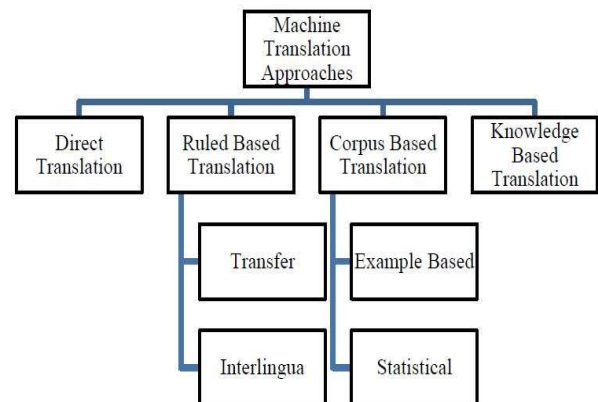 Machine
Translation
Approaches
Direct
Translation
Ruled Based
Translation
Corpus Based
Translation
Knowledge
Based
Translation
Transfer
Example Based
Interlingua
Statistical